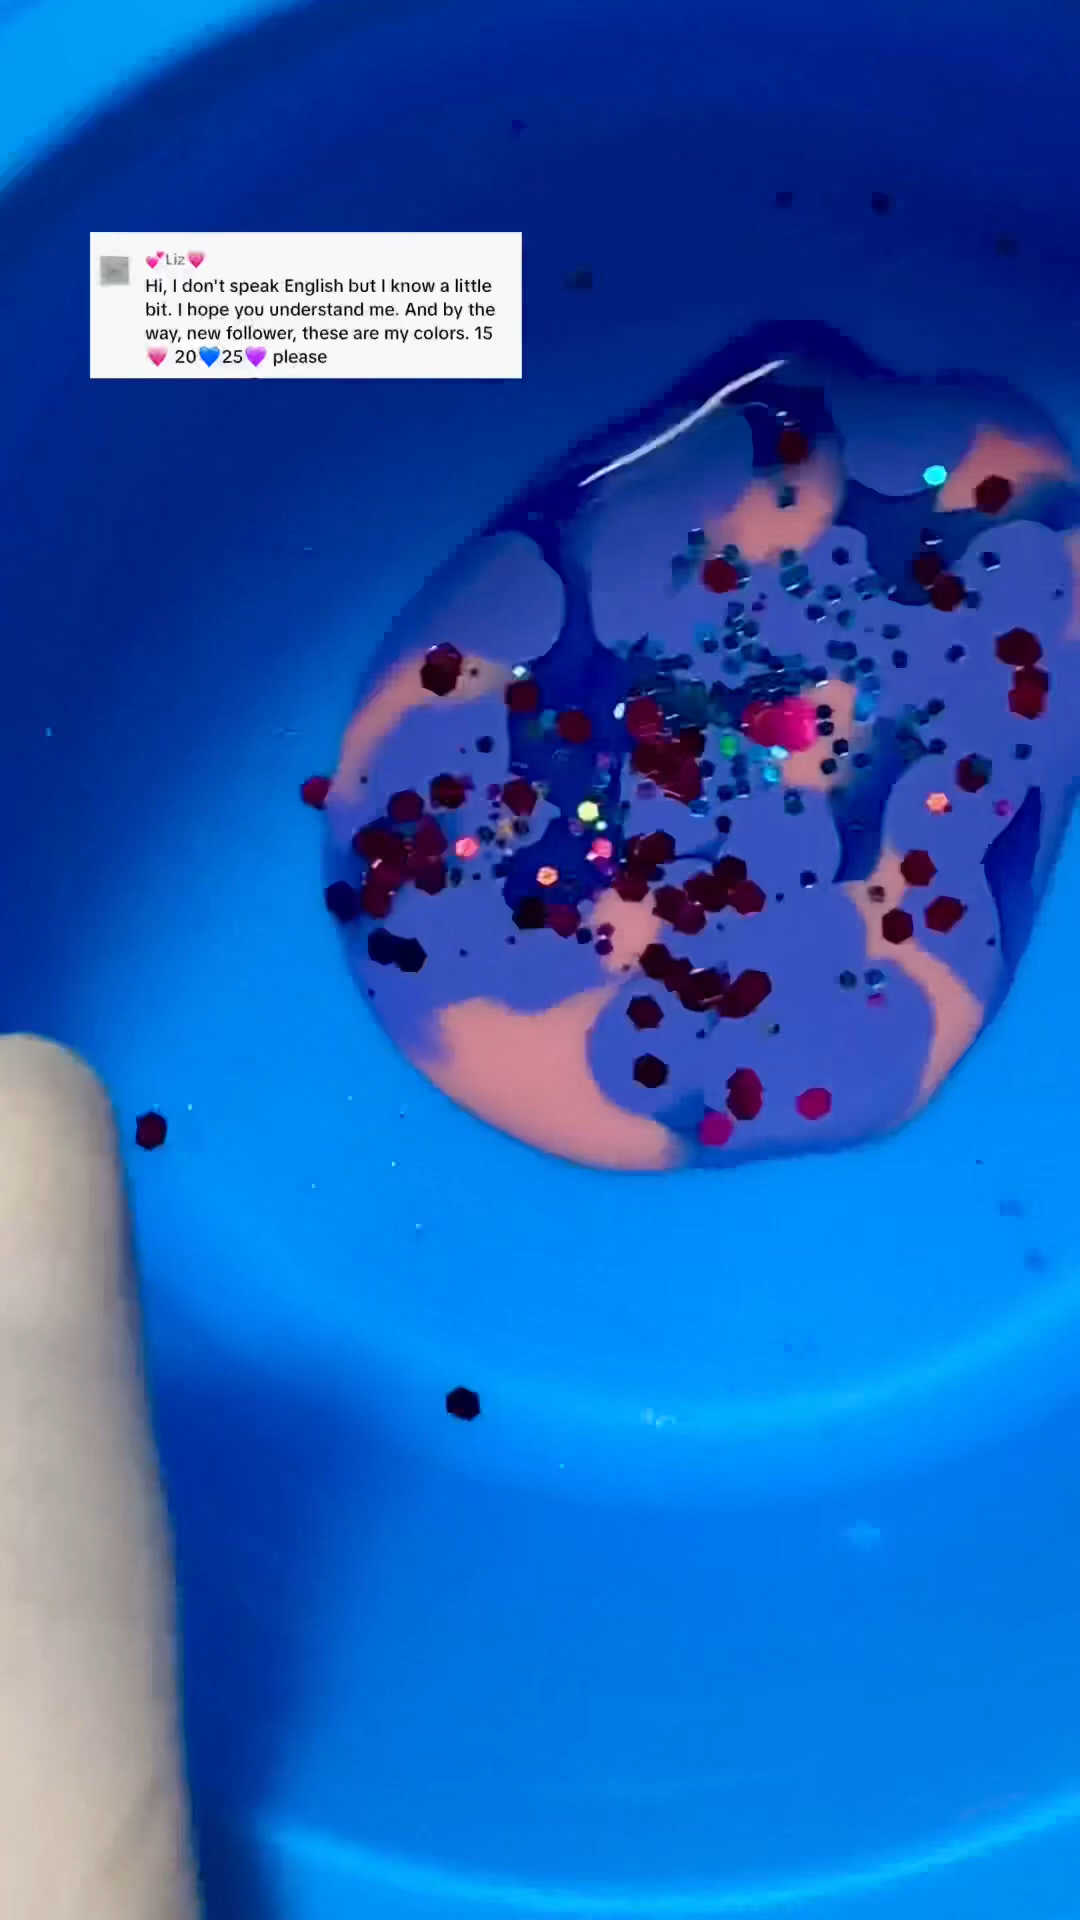 💕Liz💗
Hi, I don't speak English but I know a little
bit. I hope you understand me. And by the
way, new follower, these are my colors. 15
💗 20💙25💜 please